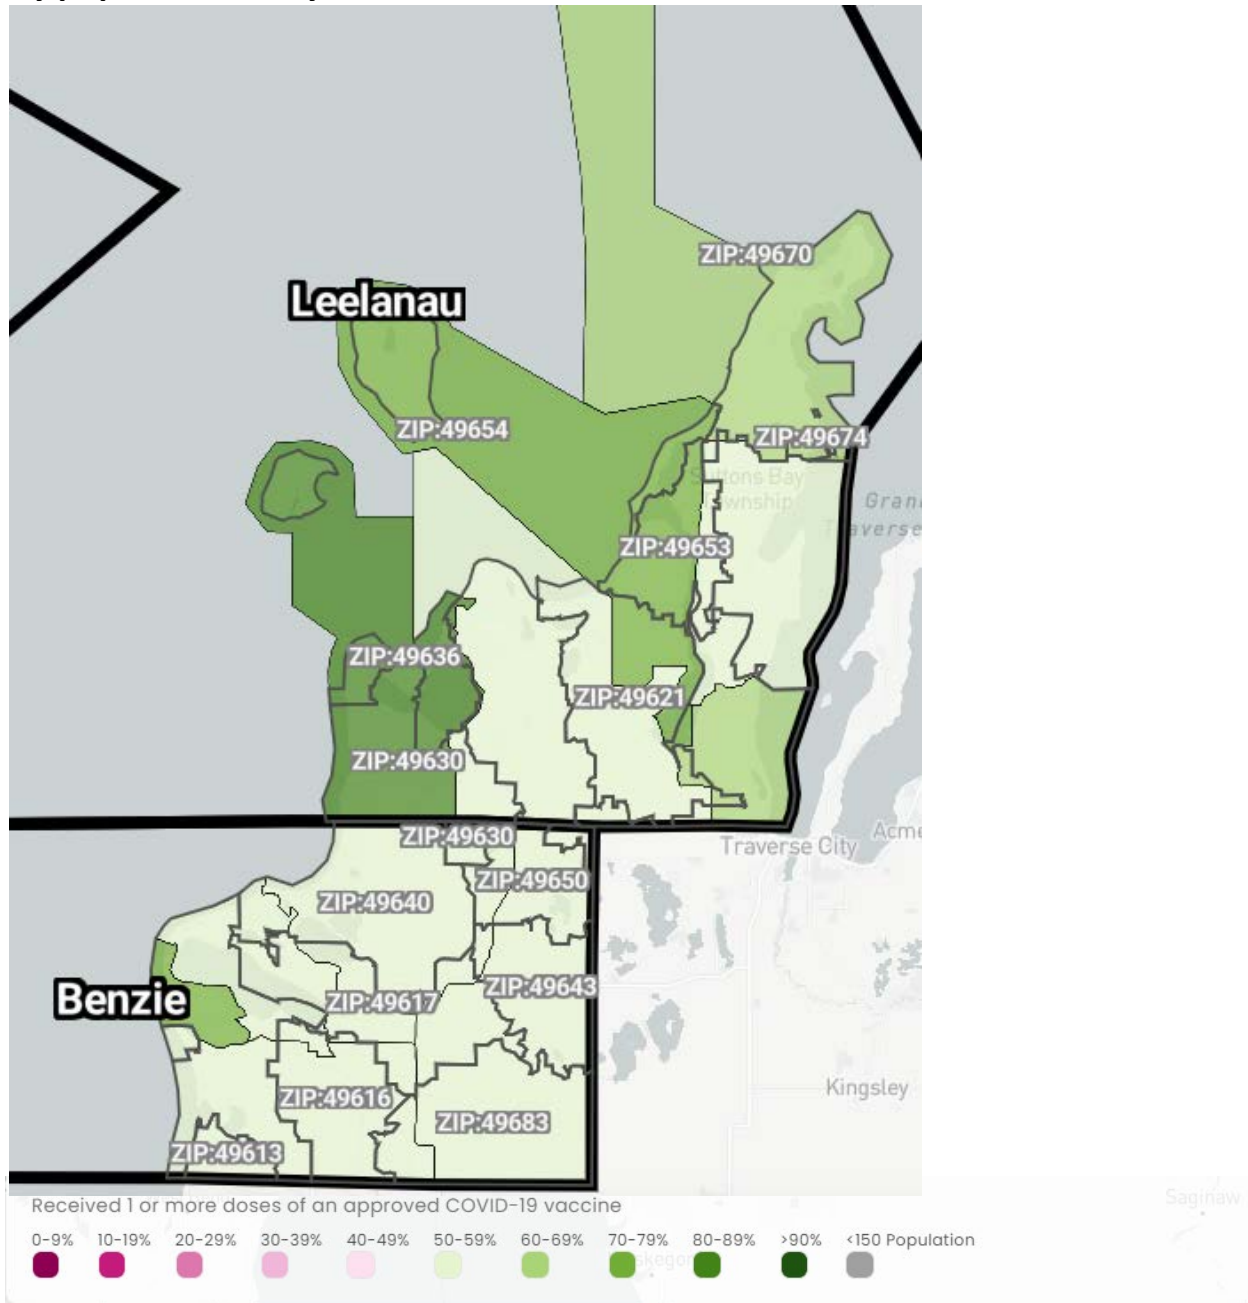 ZIP:49670
Leelanau
ZIP:49654
ZIP:49674
Suttons Bay
Township
Gran
Traverse
ZIP:49653
ZIP:49636
ZIP:49621
ZIP:49630
ZIP:49630
Traverse City
Acme
ZIP:49650
ZIP:49640
ZIP:49643
Benzie
ZIP:49617
Kingsley
ZIP:49616
ZIP:49683
ZIP:49613
Received 1 or more doses of an approved COVID-19 vaccine
Saginaw
0-9% 10-19% 20-29% 30-39% 40-49% 50-59% 60-69% 70-79% 80-89% >90% <150 Population
skegon